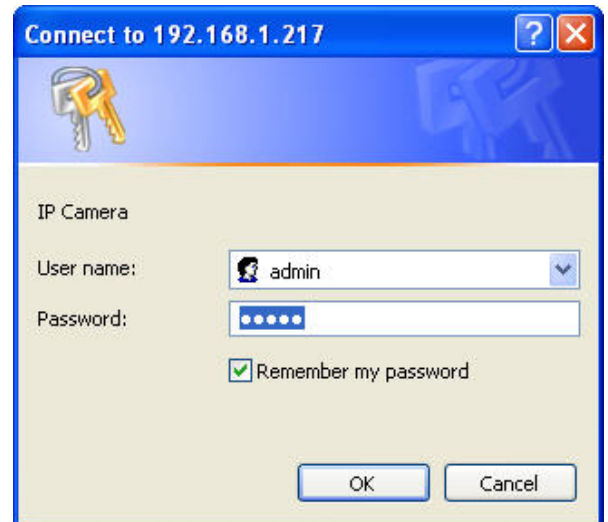 Connect to 192.168.1.217
IP Camera
User name: admin
Password: •••••
Remember my password
OK Cancel